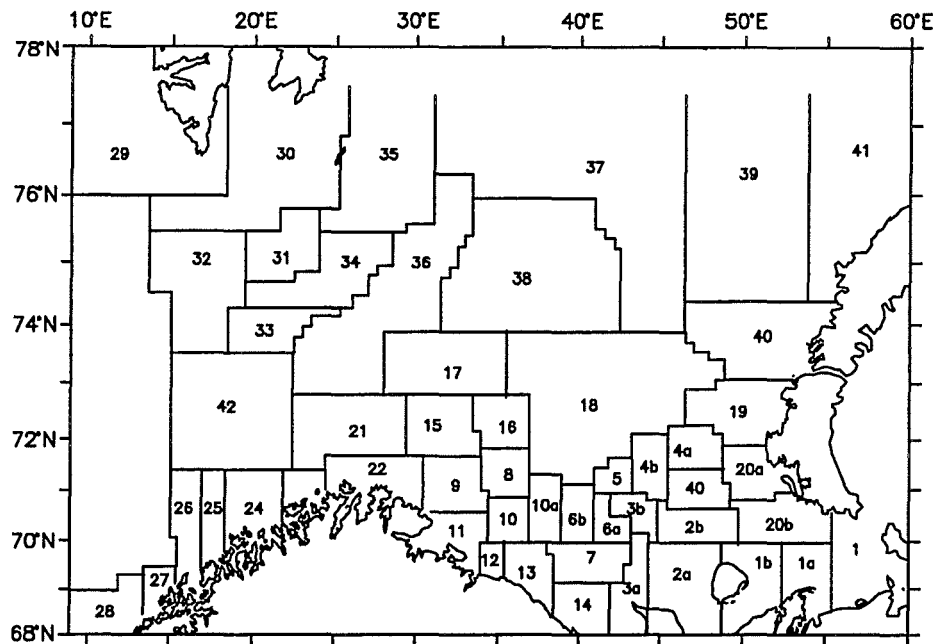 10°E 20°E 30°E 40°E 50°E 60°E
78°N
29 30 35 37 39 41
76°N
32 31 34 36 38
74°N
33 40
17
42 18 19
72°N
21 15 16 4a
22 9 8 5 4b 20a
26 25 24 10a 6b 6a 3b 40
10 2b 20b
70°N
11 1
27 12 13 7 3a 2a 1b 1a
28 14
68°N